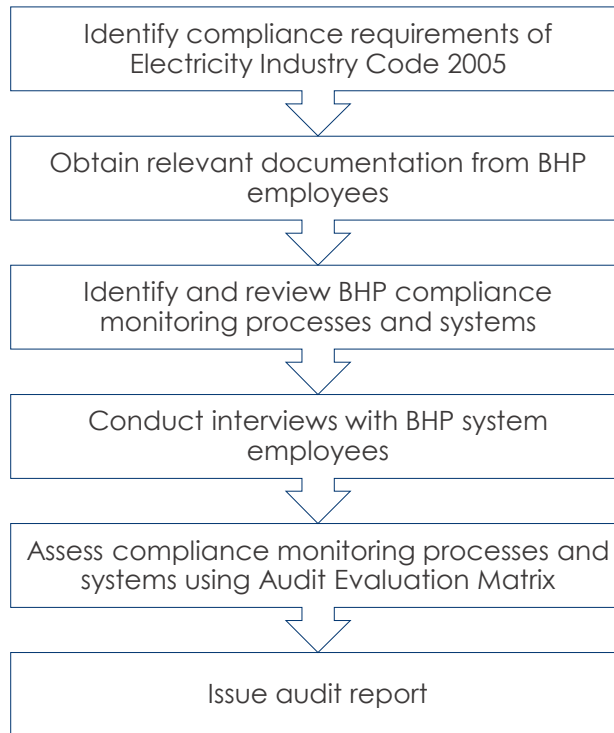 Identify compliance requirements of
Electricity Industry Code 2005
Obtain relevant documentation from BHP
employees
Identify and review BHP compliance
monitoring processes and systems
Conduct interviews with BHP system
employees
Assess compliance monitoring processes and
systems using Audit Evaluation Matrix
Issue audit report